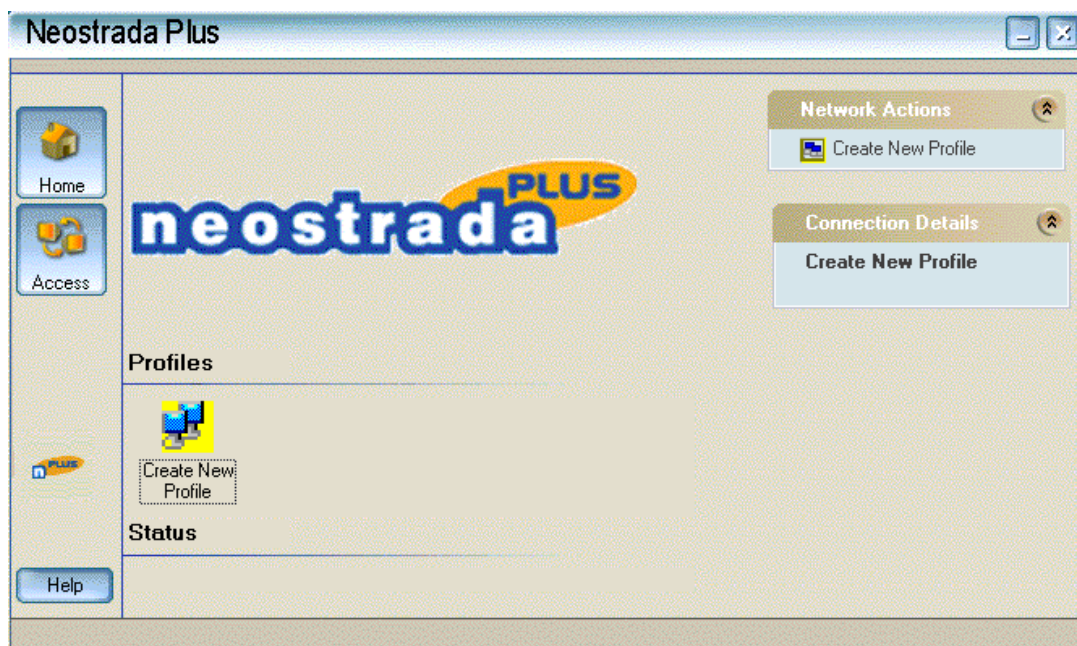 Neostrada Plus
Home
Access
n PLUS
Help
neostrada PLUS
Profiles
Create New
Profile
Status
Network Actions
Create New Profile
Connection Details
Create New Profile